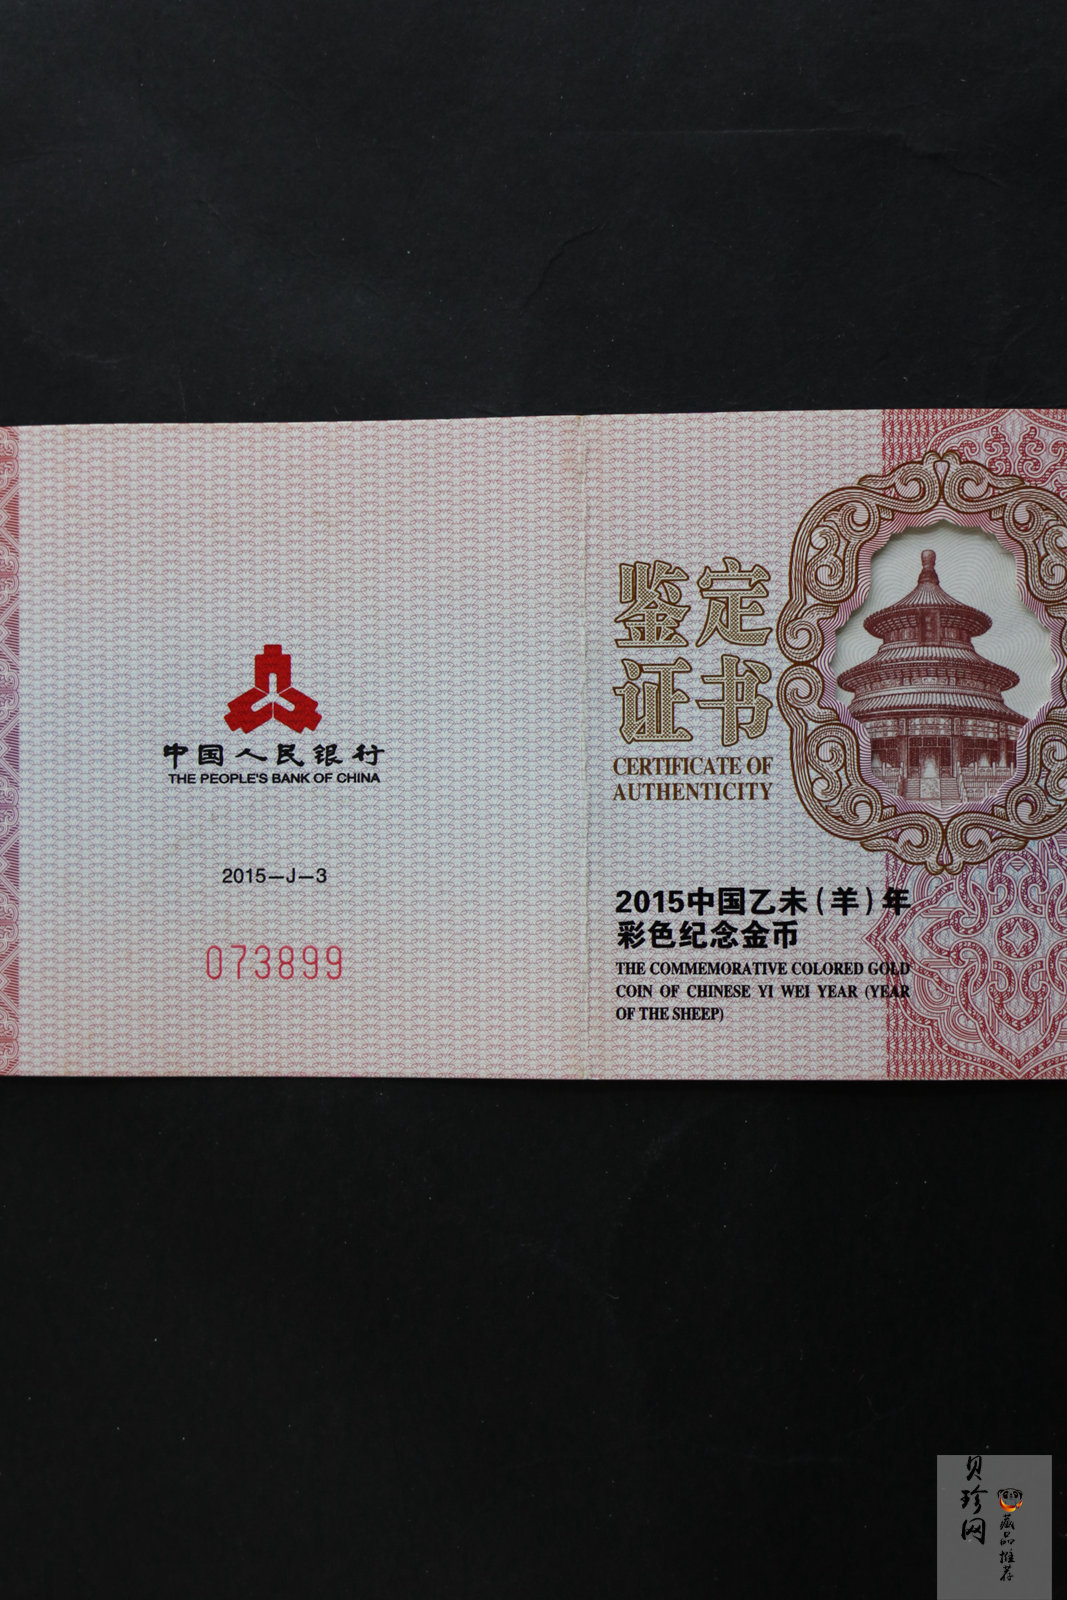 中国人民银行
THE PEOPLE'S BANK OF CHINA
2015—J—3
073899
鉴定
证书
CERTIFICATE OF
AUTHENTICITY
2015中国乙未(羊)年
彩色纪念金币
THE COMMEMORATIVE COLORED GOLD
COIN OF CHINESE YI WEI YEAR (YEAR
OF THE SHEEP)
贝珍网
藏品推荐